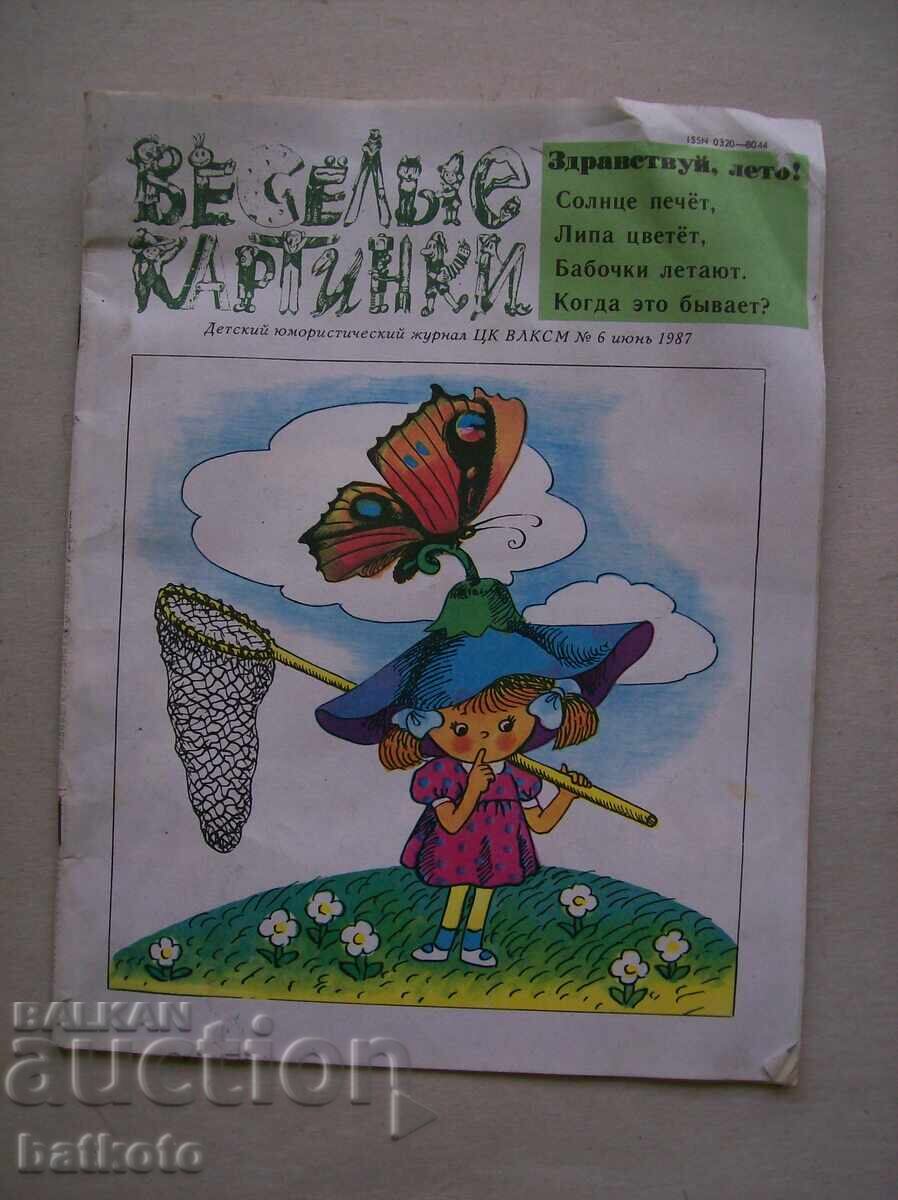 ISSN 0320—8044
ВЕСЁЛЫЕ
КАРТИНКИ
Здравствуй, лето!
Солнце печёт,
Липа цветёт,
Бабочки летают.
Когда это бывает?
Детский юмористический журнал ЦК ВЛКСМ № 6 июнь 1987
BALKAN
auction
batkoto